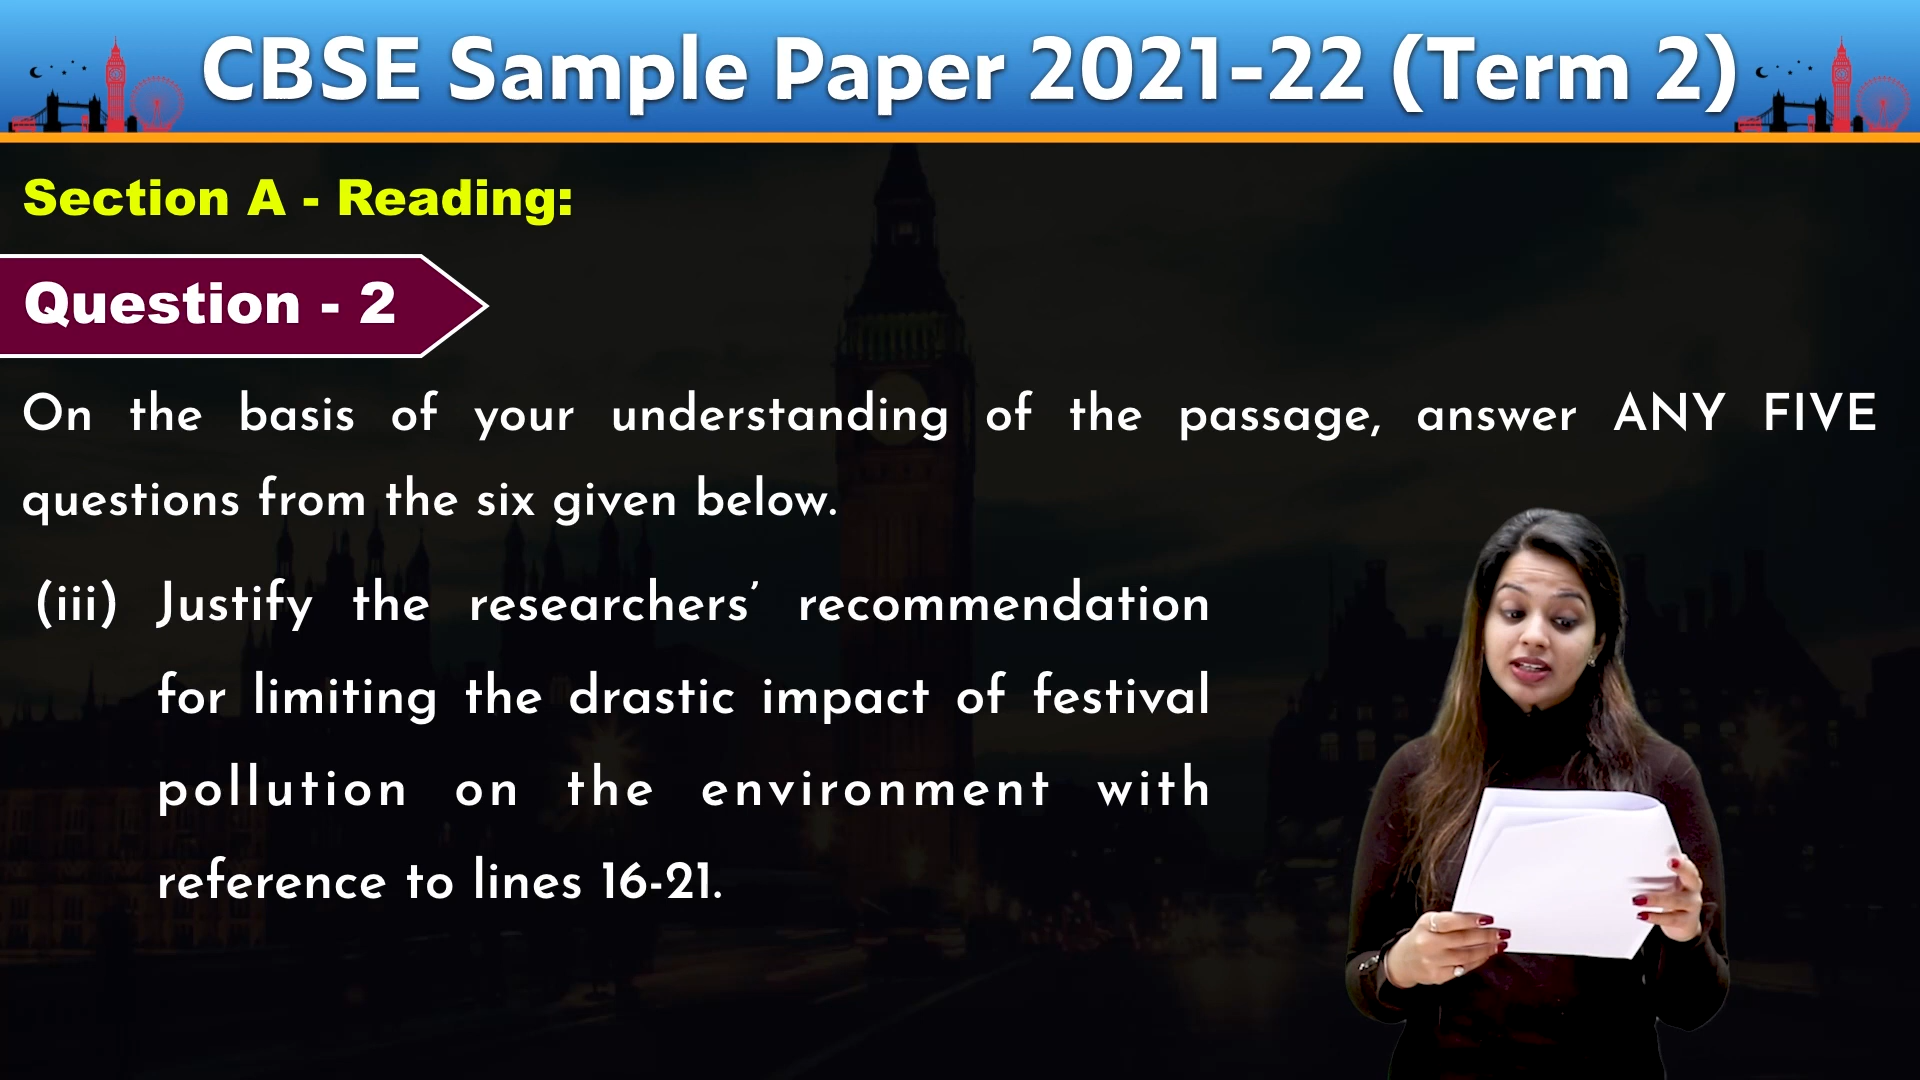 CBSE Sample Paper 2021-22 (Term 2)
Section A - Reading:
Question - 2
On the basis of your understanding of the passage, answer ANY FIVE
questions from the six given below.
(iii) Justify the researchers’ recommendation
for limiting the drastic impact of festival
pollution on the environment with
reference to lines 16-21.